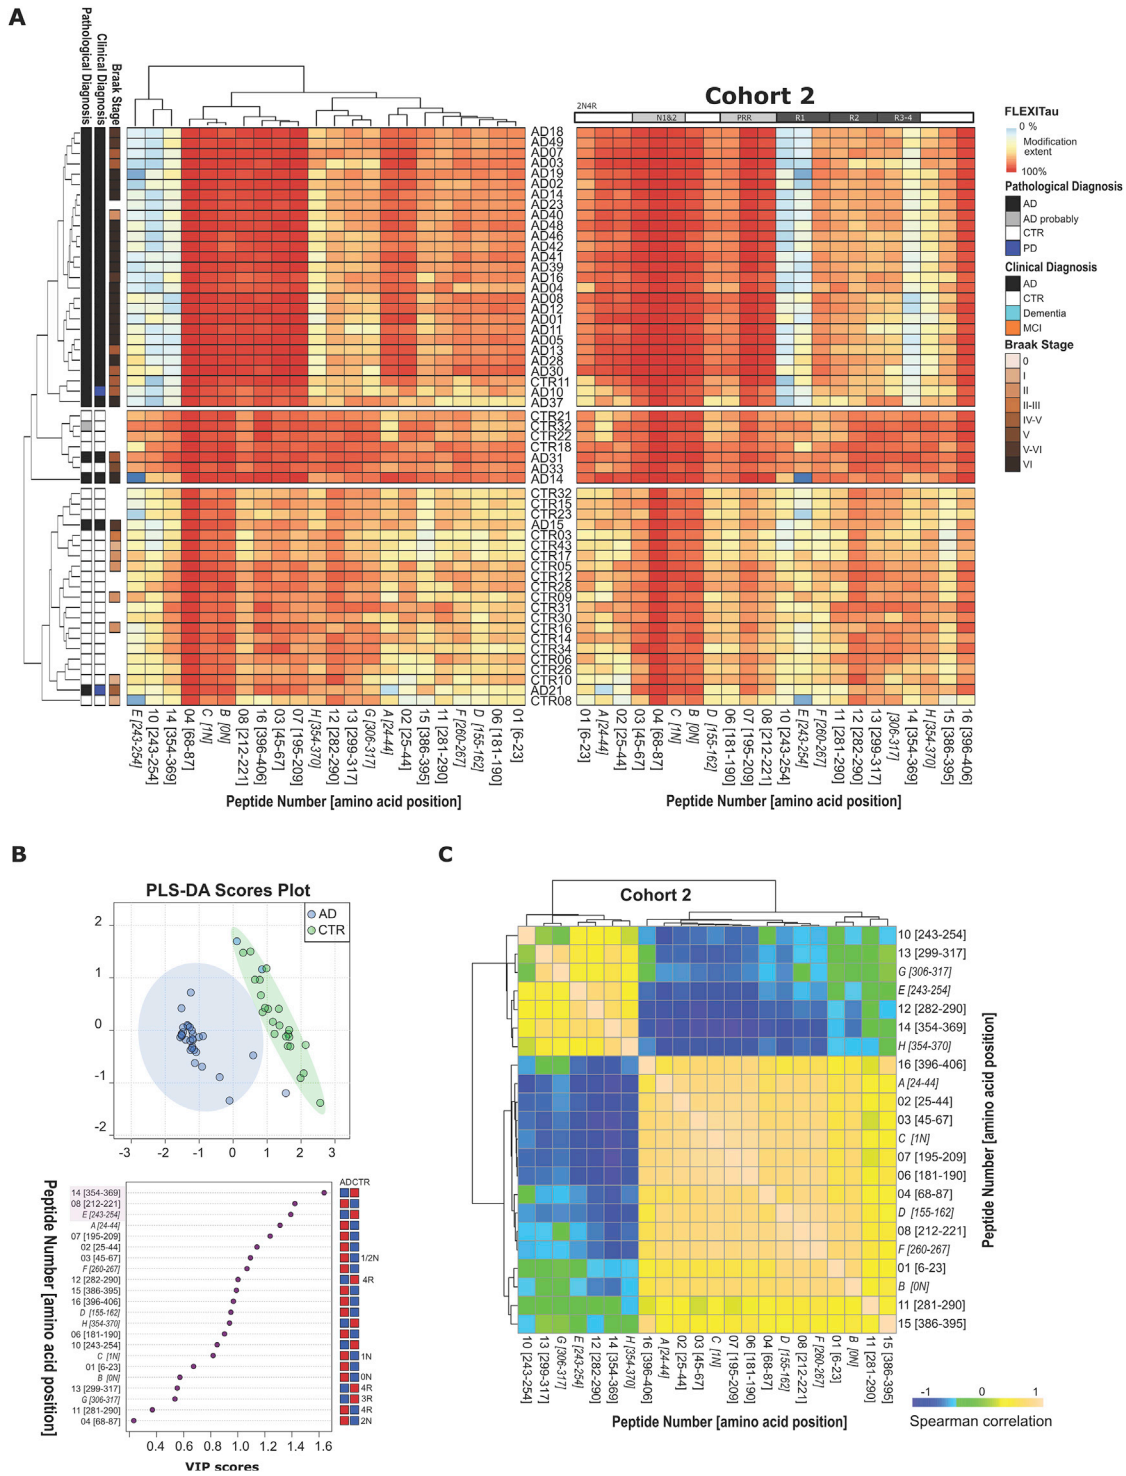 A
Pathological Diagnosis
Clinical Diagnosis
Braak Stage
Cohort 2
2N4R
N1&2
PRR
R1
R2
R3-4
AD18
AD49
AD07
AD03
AD19
AD02
AD14
AD23
AD40
AD48
AD46
AD42
AD41
AD39
AD16
AD04
AD08
AD12
AD01
AD11
AD05
AD13
AD28
AD30
CTR11
AD10
AD37
CTR21
CTR32
CTR22
CTR18
AD31
AD33
AD14
CTR32
CTR15
CTR23
AD15
CTR03
CTR43
CTR17
CTR05
CTR12
CTR28
CTR09
CTR31
CTR30
CTR16
CTR14
CTR34
CTR06
CTR26
CTR10
AD21
CTR08
FLEXITau
0 %
Modification
extent
100%
Pathological Diagnosis
AD
AD probably
CTR
PD
Clinical Diagnosis
AD
CTR
Dementia
MCI
Braak Stage
0
I
II
II-III
IV-V
V
V-VI
VI
E [243-254]
10 [243-254]
14 [354-369]
04 [68-87]
C [1N]
B [0N]
08 [212-221]
16 [396-406]
03 [45-67]
07 [195-209]
H [354-370]
12 [282-290]
13 [299-317]
G [306-317]
A [24-44]
02 [25-44]
15 [386-395]
11 [281-290]
F [260-267]
D [155-162]
06 [181-190]
01 [6-23]
Peptide Number [amino acid position]
01 [6-23]
A [24-44]
02 [25-44]
03 [45-67]
04 [68-87]
C [1N]
B [0N]
D [155-162]
06 [181-190]
07 [195-209]
08 [212-221]
10 [243-254]
E [243-254]
F [260-267]
11 [281-290]
12 [282-290]
13 [299-317]
[306-317]
14 [354-369]
H [354-370]
15 [386-395]
16 [396-406]
Peptide Number [amino acid position]
B
PLS-DA Scores Plot
AD
CTR
2
1
0
-1
-2
-3
-2
-1
0
1
2
3
Peptide Number [amino acid position]
ADCTR
14 [354-369]
08 [212-221]
E [243-254]
A [24-44]
07 [195-209]
02 [25-44]
03 [45-67] 1/2N
F [260-267]
12 [282-290] 4R
15 [386-395]
16 [396-406]
D [155-162]
H [354-370]
06 [181-190]
10 [243-254]
C [1N] 1N
01 [6-23]
B [0N] 0N
13 [299-317] 4R
G [306-317] 3R
11 [281-290] 4R
04 [68-87] 2N
0.4 0.6 0.8 1.0 1.2 1.4 1.6
VIP scores
C
Cohort 2
10 [243-254]
13 [299-317]
G [306-317]
E [243-254]
12 [282-290]
14 [354-369]
H [354-370]
16 [396-406]
A [24-44]
02 [25-44]
03 [45-67]
C [1N]
07 [195-209]
06 [181-190]
04 [68-87]
D [155-162]
08 [212-221]
F [260-267]
01 [6-23]
B [0N]
11 [281-290]
15 [386-395]
Peptide Number [amino acid position]
10 [243-254]
13 [299-317]
G [306-317]
E [243-254]
12 [282-290]
14 [354-369]
H [354-370]
16 [396-406]
A [24-44]
02 [25-44]
03 [45-67]
C [1N]
07 [195-209]
06 [181-190]
04 [68-87]
D [155-162]
08 [212-221]
F [260-267]
01 [6-23]
B [0N]
11 [281-290]
15 [386-395]
Peptide Number [amino acid position]
-1 0 1
Spearman correlation